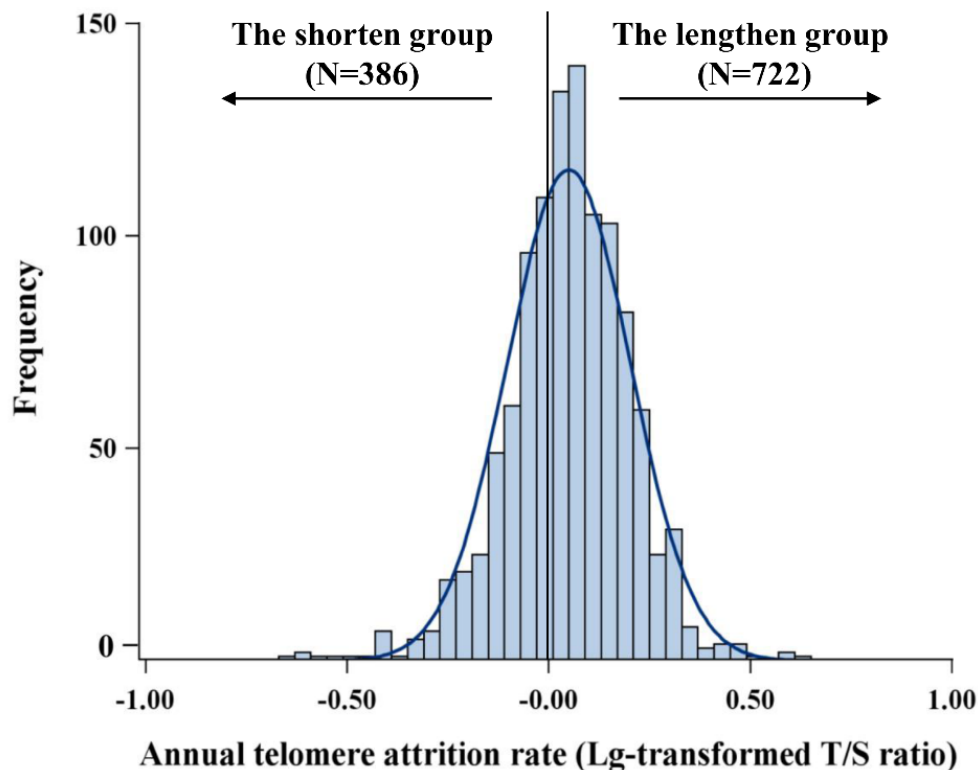 150
The shorten group
(N=386)
The lengthen group
(N=722)
100
50
0
Frequency
-1.00
-0.50
-0.00
0.50
1.00
Annual telomere attrition rate (Lg-transformed T/S ratio)